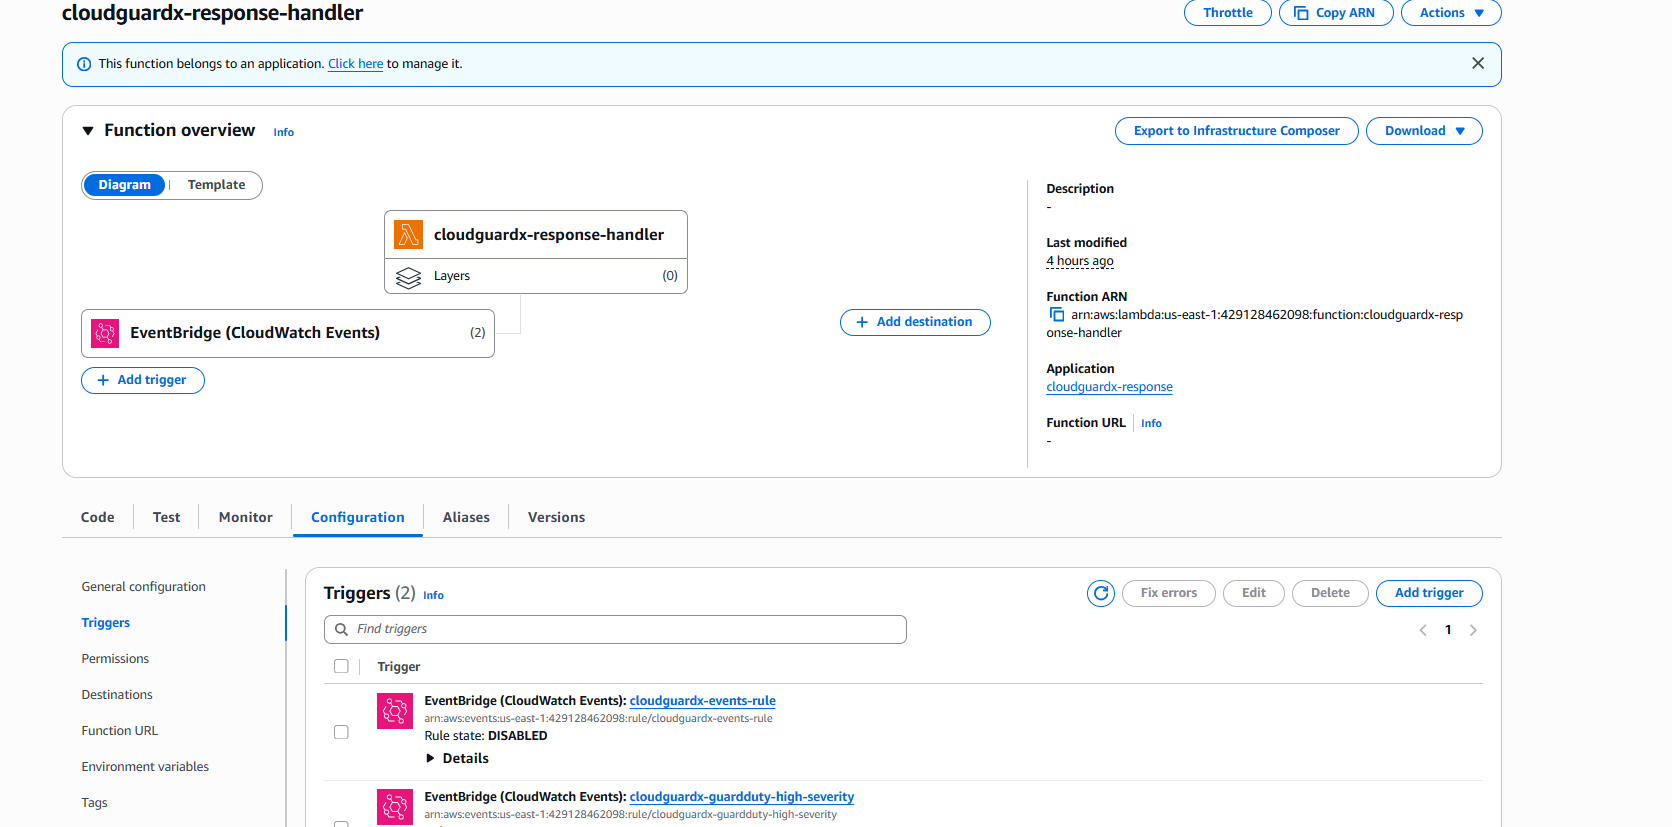 cloudguardx-response-handler
Throttle
Copy ARN
Actions
This function belongs to an application. Click here to manage it.
Function overview
Info
Export to Infrastructure Composer
Download
Diagram
Template
cloudguardx-response-handler
Layers
(0)
EventBridge (CloudWatch Events)
(2)
Add trigger
Add destination
Description
-
Last modified
4 hours ago
Function ARN
arn:aws:lambda:us-east-1:429128462098:function:cloudguardx-resp
onse-handler
Application
cloudguardx-response
Function URL
Info
-
Code
Test
Monitor
Configuration
Aliases
Versions
General configuration
Triggers
Permissions
Destinations
Function URL
Environment variables
Tags
Triggers (2) Info
Fix errors
Edit
Delete
Add trigger
Find triggers
1
Trigger
EventBridge (CloudWatch Events): cloudguardx-events-rule
arn:aws:events:us-east-1:429128462098:rule/cloudguardx-events-rule
Rule state: DISABLED
Details
EventBridge (CloudWatch Events): cloudguardx-guardduty-high-severity
arn:aws:events:us-east-1:429128462098:rule/cloudguardx-guardduty-high-severity